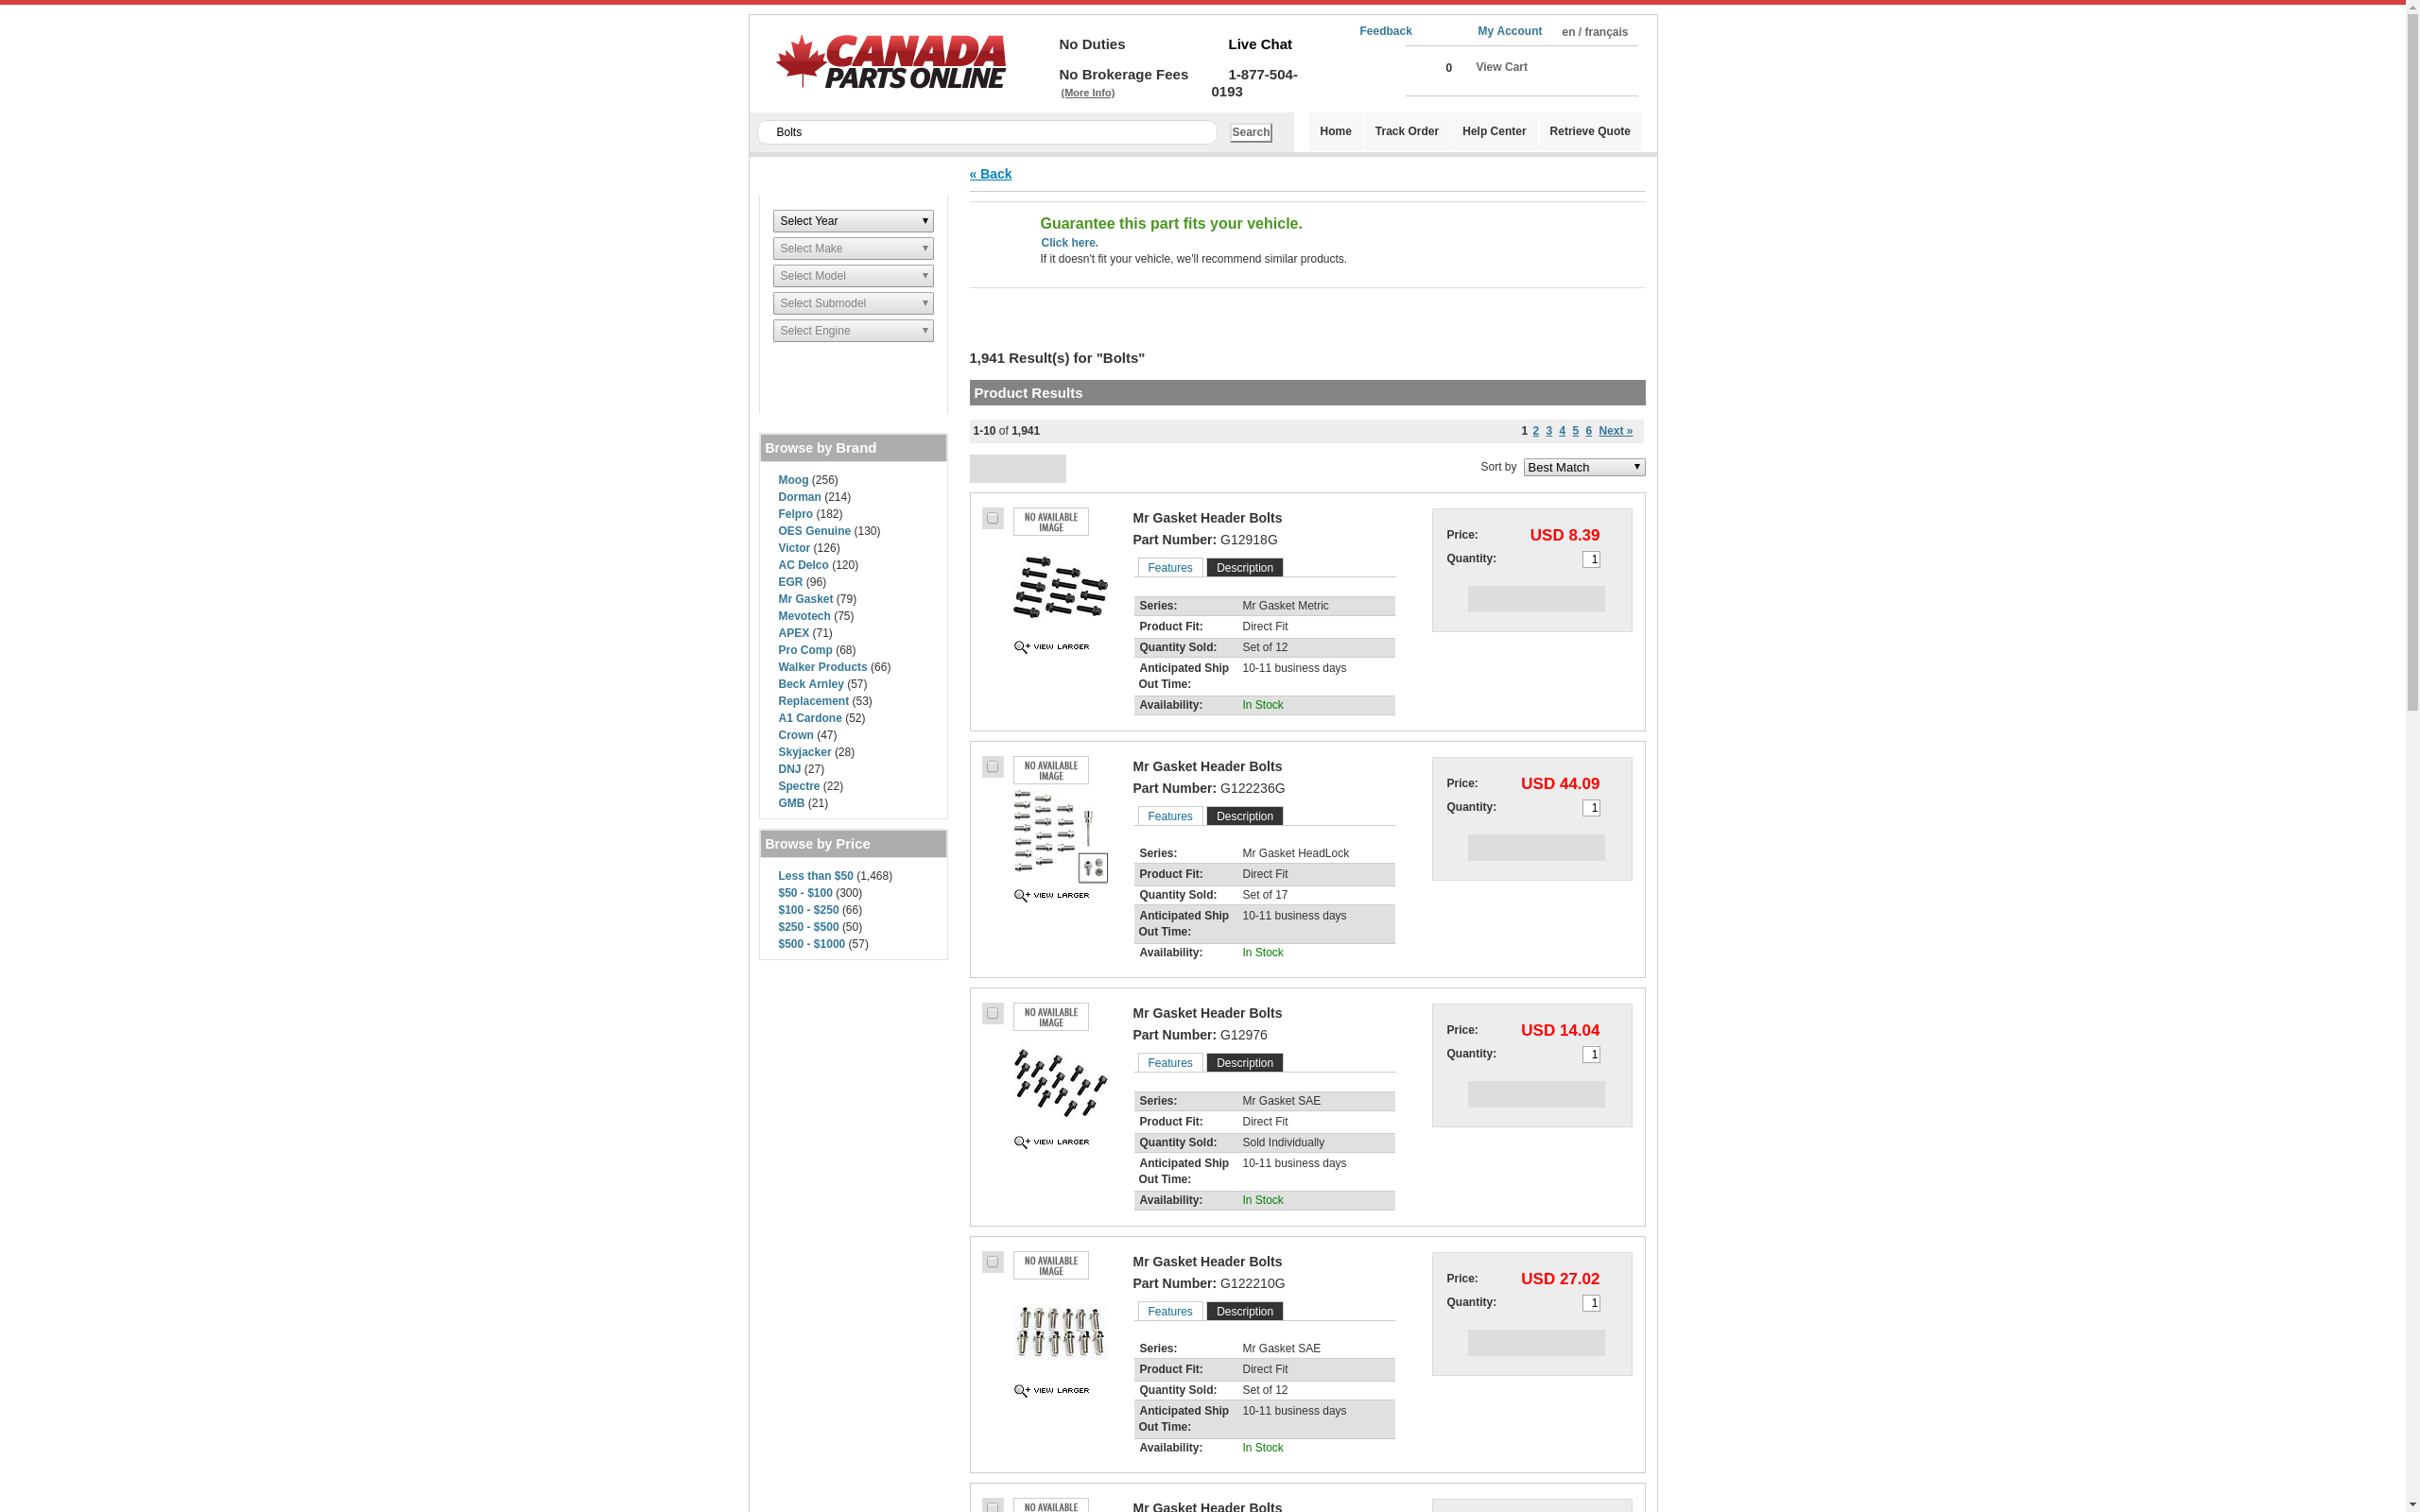 CANADA
PARTS ONLINE
No Duties
No Brokerage Fees
(More Info)
Live Chat
1-877-504-
0193
Feedback
My Account
en / français
0
View Cart
Bolts
Search
Home
Track Order
Help Center
Retrieve Quote
« Back
Select Year
Select Make
Select Model
Select Submodel
Select Engine
Guarantee this part fits your vehicle.
Click here.
If it doesn't fit your vehicle, we'll recommend similar products.
1,941 Result(s) for "Bolts"
Product Results
1-10 of 1,941
1 2 3 4 5 6 Next »
Sort by Best Match
Browse by Brand
Moog (256)
Dorman (214)
Felpro (182)
OES Genuine (130)
Victor (126)
AC Delco (120)
EGR (96)
Mr Gasket (79)
Mevotech (75)
APEX (71)
Pro Comp (68)
Walker Products (66)
Beck Arnley (57)
Replacement (53)
A1 Cardone (52)
Crown (47)
Skyjacker (28)
DNJ (27)
Spectre (22)
GMB (21)
Browse by Price
Less than $50 (1,468)
$50 - $100 (300)
$100 - $250 (66)
$250 - $500 (50)
$500 - $1000 (57)
NO AVAILABLE
IMAGE
VIEW LARGER
Mr Gasket Header Bolts
Part Number: G12918G
Features
Description
Series: Mr Gasket Metric
Product Fit: Direct Fit
Quantity Sold: Set of 12
Anticipated Ship 10-11 business days
Out Time:
Availability: In Stock
Price: USD 8.39
Quantity: 1
NO AVAILABLE
IMAGE
VIEW LARGER
Mr Gasket Header Bolts
Part Number: G122236G
Features
Description
Series: Mr Gasket HeadLock
Product Fit: Direct Fit
Quantity Sold: Set of 17
Anticipated Ship 10-11 business days
Out Time:
Availability: In Stock
Price: USD 44.09
Quantity: 1
NO AVAILABLE
IMAGE
VIEW LARGER
Mr Gasket Header Bolts
Part Number: G12976
Features
Description
Series: Mr Gasket SAE
Product Fit: Direct Fit
Quantity Sold: Sold Individually
Anticipated Ship 10-11 business days
Out Time:
Availability: In Stock
Price: USD 14.04
Quantity: 1
NO AVAILABLE
IMAGE
VIEW LARGER
Mr Gasket Header Bolts
Part Number: G122210G
Features
Description
Series: Mr Gasket SAE
Product Fit: Direct Fit
Quantity Sold: Set of 12
Anticipated Ship 10-11 business days
Out Time:
Availability: In Stock
Price: USD 27.02
Quantity: 1
NO AVAILABLE
IMAGE
Mr Gasket Header Bolts